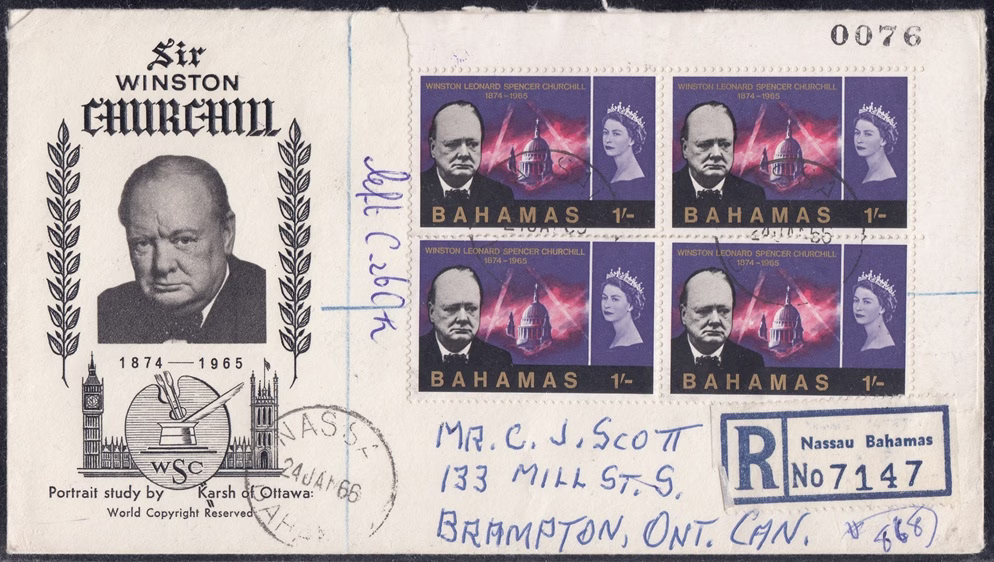 Sir
WINSTON
CHURCHILL
1874 — 1965
WSC
Portrait study by Karsh of Ottawa:
World Copyright Reserved
NASSA
24 JAN 66
BAHA
0076
WINSTON LEONARD SPENCER CHURCHILL
1874-1965
BAHAMAS 1/-
WINSTON LEONARD SPENCER CHURCHILL
1874-1965
BAHAMAS 1/-
WINSTON LEONARD SPENCER CHURCHILL
1874-1965
BAHAMAS 1/-
WINSTON LEONARD SPENCER CHURCHILL
1874-1965
BAHAMAS 1/-
MR. C. J. SCOTT
133 MILL ST. S.
BRAMPTON, ONT. CAN.
R Nassau Bahamas
No 7147
left